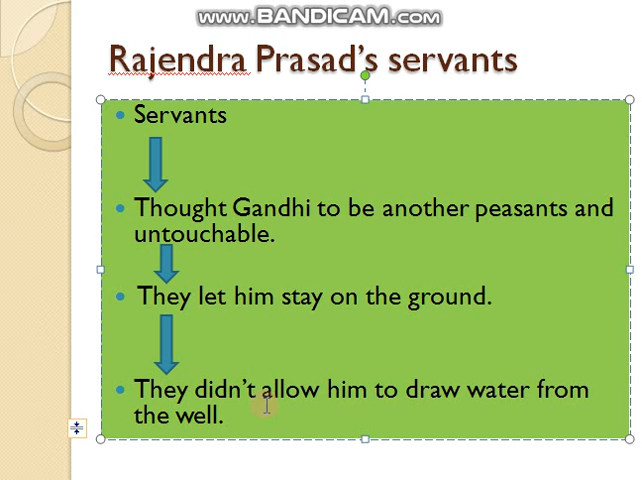 www.BANDICAM.com
Rajendra Prasad's servants
Servants
Thought Gandhi to be another peasants and
untouchable.
They let him stay on the ground.
They didn't allow him to draw water from
the well.